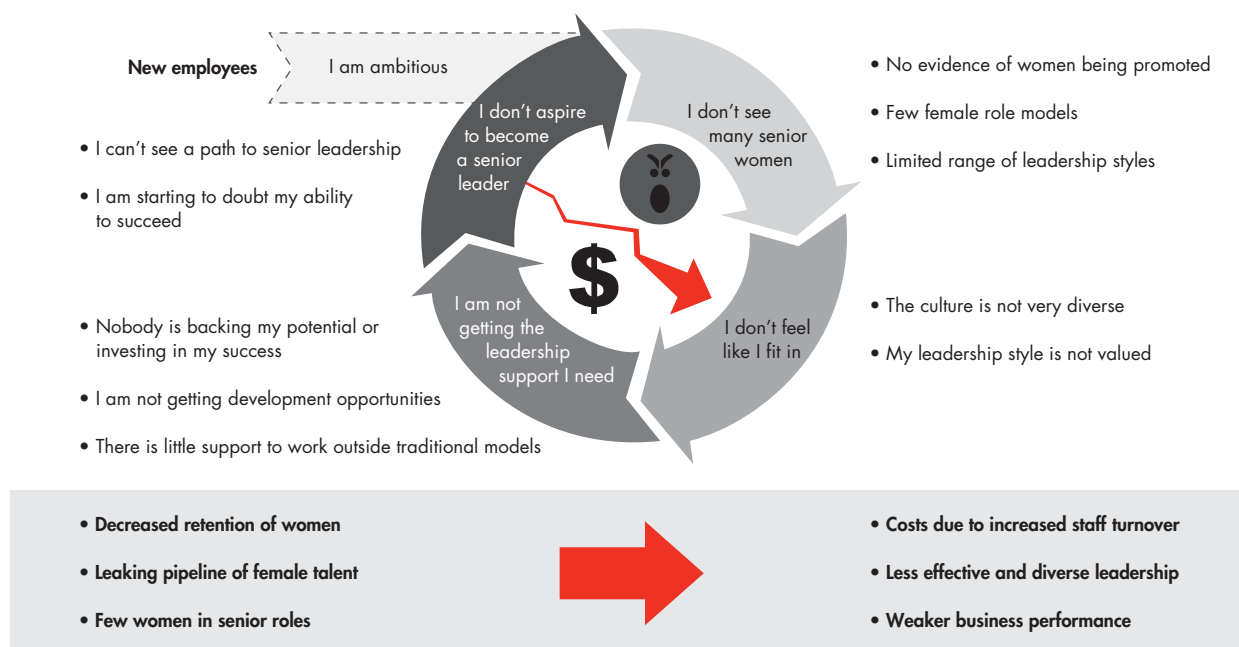 New employees
I am ambitious
I don't aspire
to become
a senior
leader
I don't see
many senior
women
• No evidence of women being promoted
• Few female role models
• Limited range of leadership styles
• I can't see a path to senior leadership
• I am starting to doubt my ability
to succeed
$
I am not
getting the
leadership
support I need
I don't feel
like I fit in
• The culture is not very diverse
• My leadership style is not valued
• Nobody is backing my potential or
investing in my success
• I am not getting development opportunities
• There is little support to work outside traditional models
• Decreased retention of women
• Leaking pipeline of female talent
• Few women in senior roles
• Costs due to increased staff turnover
• Less effective and diverse leadership
• Weaker business performance